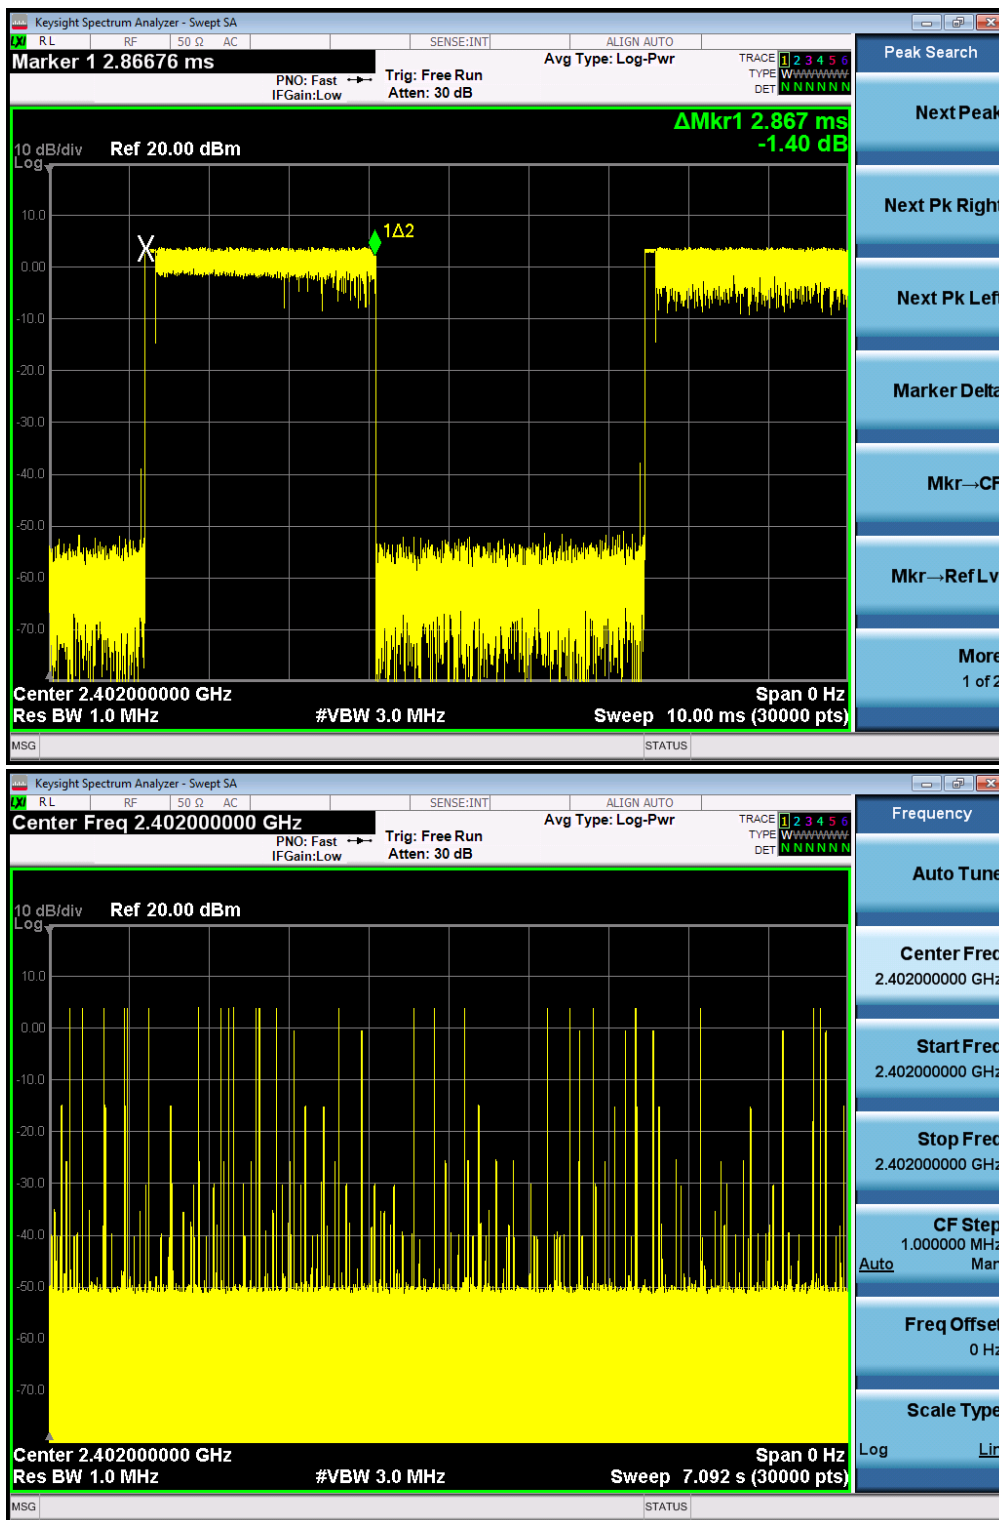 Keysight Spectrum Analyzer - Swept SA
LXI RL RF 50 Ω AC SENSE:INT ALIGN AUTO
Marker 1 2.86676 ms
PNO: Fast
IFGain:Low
Trig: Free Run
Atten: 30 dB
Avg Type: Log-Pwr
TRACE 1 2 3 4 5 6
TYPE W
DET N N N N N N
Peak Search
Next Peak
Next Pk Right
Next Pk Left
Marker Delta
Mkr→CF
Mkr→Ref Lv
More
1 of 2
ΔMkr1 2.867 ms
-1.40 dB
10 dB/div Ref 20.00 dBm
Log
1Δ2
10.0
0.00
-10.0
-20.0
-30.0
-40.0
-50.0
-60.0
-70.0
Center 2.402000000 GHz Span 0 Hz
Res BW 1.0 MHz #VBW 3.0 MHz Sweep 10.00 ms (30000 pts)
MSG STATUS
Keysight Spectrum Analyzer - Swept SA
LXI RL RF 50 Ω AC SENSE:INT ALIGN AUTO
Center Freq 2.402000000 GHz
PNO: Fast
IFGain:Low
Trig: Free Run
Atten: 30 dB
Avg Type: Log-Pwr
TRACE 1 2 3 4 5 6
TYPE W
DET N N N N N N
Frequency
Auto Tune
Center Freq
2.402000000 GHz
Start Freq
2.402000000 GHz
Stop Freq
2.402000000 GHz
CF Step
1.000000 MHz
Auto Man
Freq Offset
0 Hz
Scale Type
Log Lin
10 dB/div Ref 20.00 dBm
Log
10.0
0.00
-10.0
-20.0
-30.0
-40.0
-50.0
-60.0
-70.0
Center 2.402000000 GHz Span 0 Hz
Res BW 1.0 MHz #VBW 3.0 MHz Sweep 7.092 s (30000 pts)
MSG STATUS